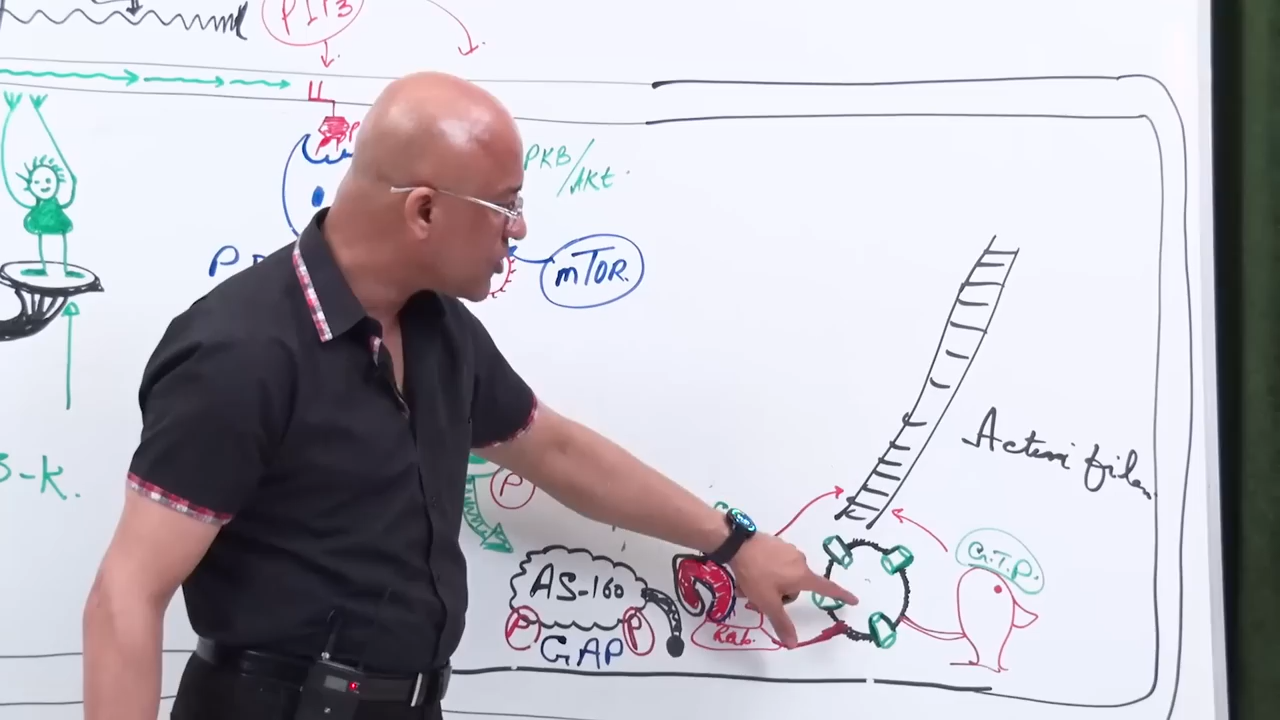 PIP3
P
PKB/
AKt
mTOR.
3-K.
P
Actin filam
G.T.P.
AS-160
P
P
GAP
Rab.